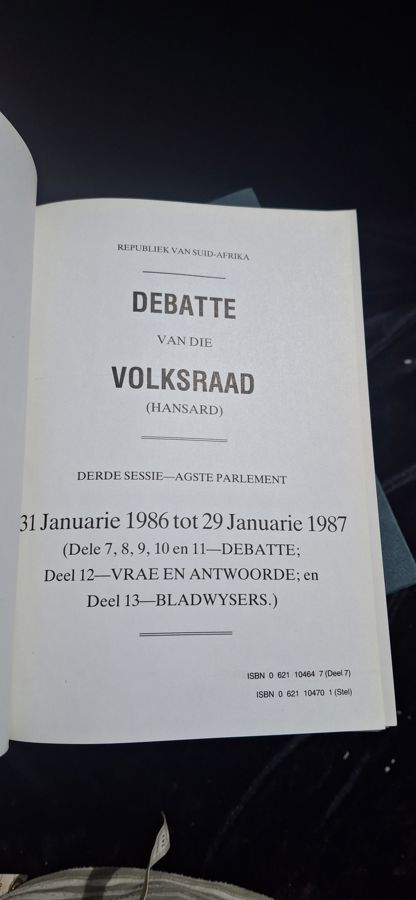 REPUBLIEK VAN SUID-AFRIKA
DEBATTE
VAN DIE
VOLKSRAAD
(HANSARD)
DERDE SESSIE—AGSTE PARLEMENT
31 Januarie 1986 tot 29 Januarie 1987
(Dele 7, 8, 9, 10 en 11—DEBATTE;
Deel 12—VRAE EN ANTWOORDE; en
Deel 13—BLADWYSERS.)
ISBN 0 621 10464 7 (Deel 7)
ISBN 0 621 10470 1 (Stel)